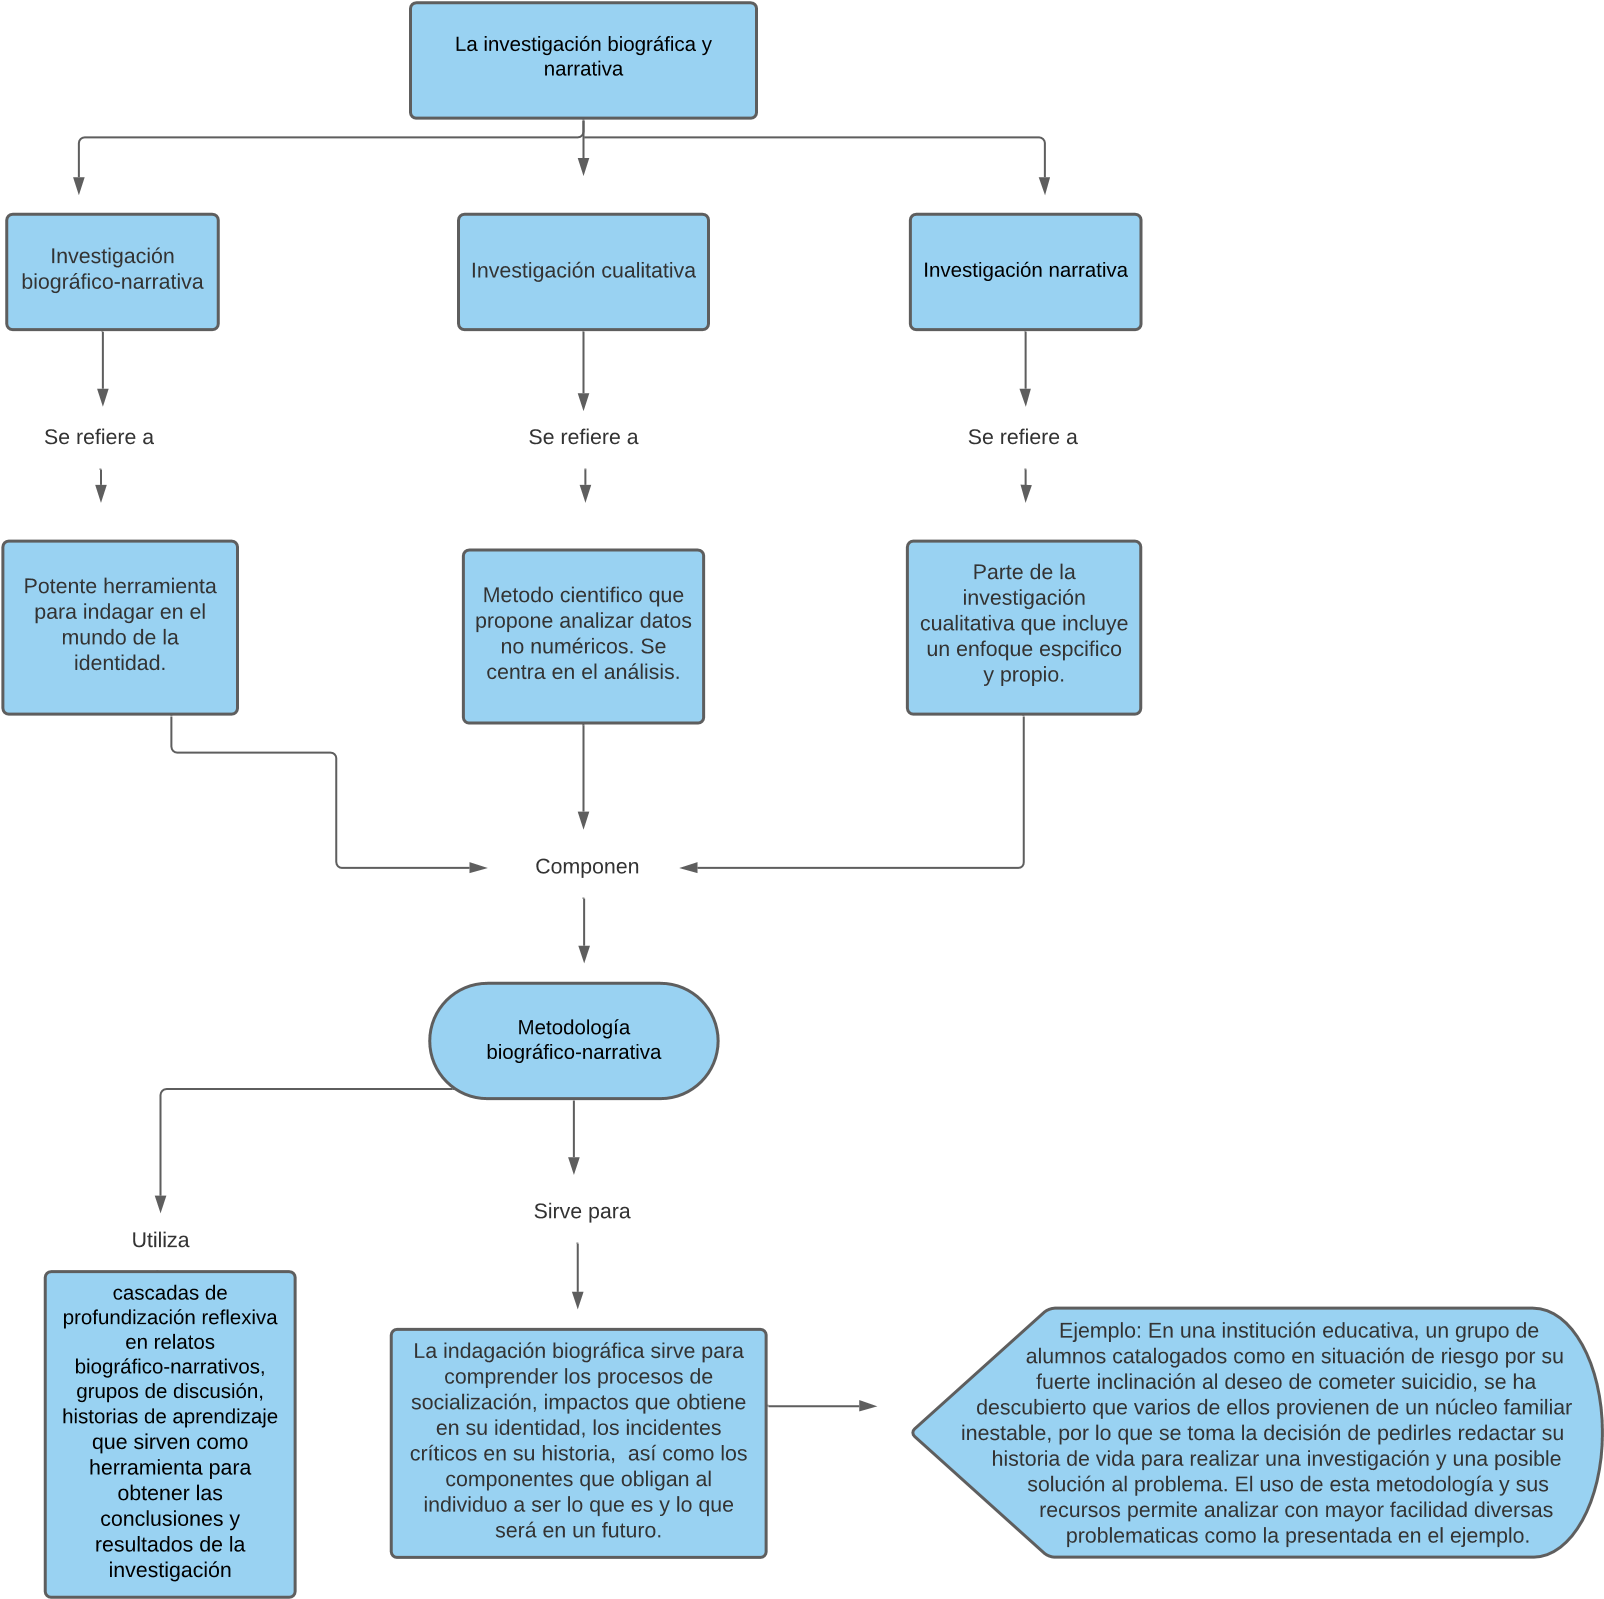 La investigación biográfica y
narrativa
Investigación
biográfico-narrativa
Investigación cualitativa
Investigación narrativa
Se refiere a
Se refiere a
Se refiere a
Potente herramienta
para indagar en el
mundo de la
identidad.
Metodo cientifico que
propone analizar datos
no numéricos. Se
centra en el análisis.
Parte de la
investigación
cualitativa que incluye
un enfoque espcifico
y propio.
Componen
Metodología
biográfico-narrativa
Utiliza
cascadas de
profundización reflexiva
en relatos
biográfico-narrativos,
grupos de discusión,
historias de aprendizaje
que sirven como
herramienta para
obtener las
conclusiones y
resultados de la
investigación
Sirve para
La indagación biográfica sirve para
comprender los procesos de
socialización, impactos que obtiene
en su identidad, los incidentes
críticos en su historia,  así como los
componentes que obligan al
individuo a ser lo que es y lo que
será en un futuro.
Ejemplo: En una institución educativa, un grupo de
alumnos catalogados como en situación de riesgo por su
fuerte inclinación al deseo de cometer suicidio, se ha
descubierto que varios de ellos provienen de un núcleo familiar
inestable, por lo que se toma la decisión de pedirles redactar su
historia de vida para realizar una investigación y una posible
solución al problema. El uso de esta metodología y sus
recursos permite analizar con mayor facilidad diversas
problematicas como la presentada en el ejemplo.